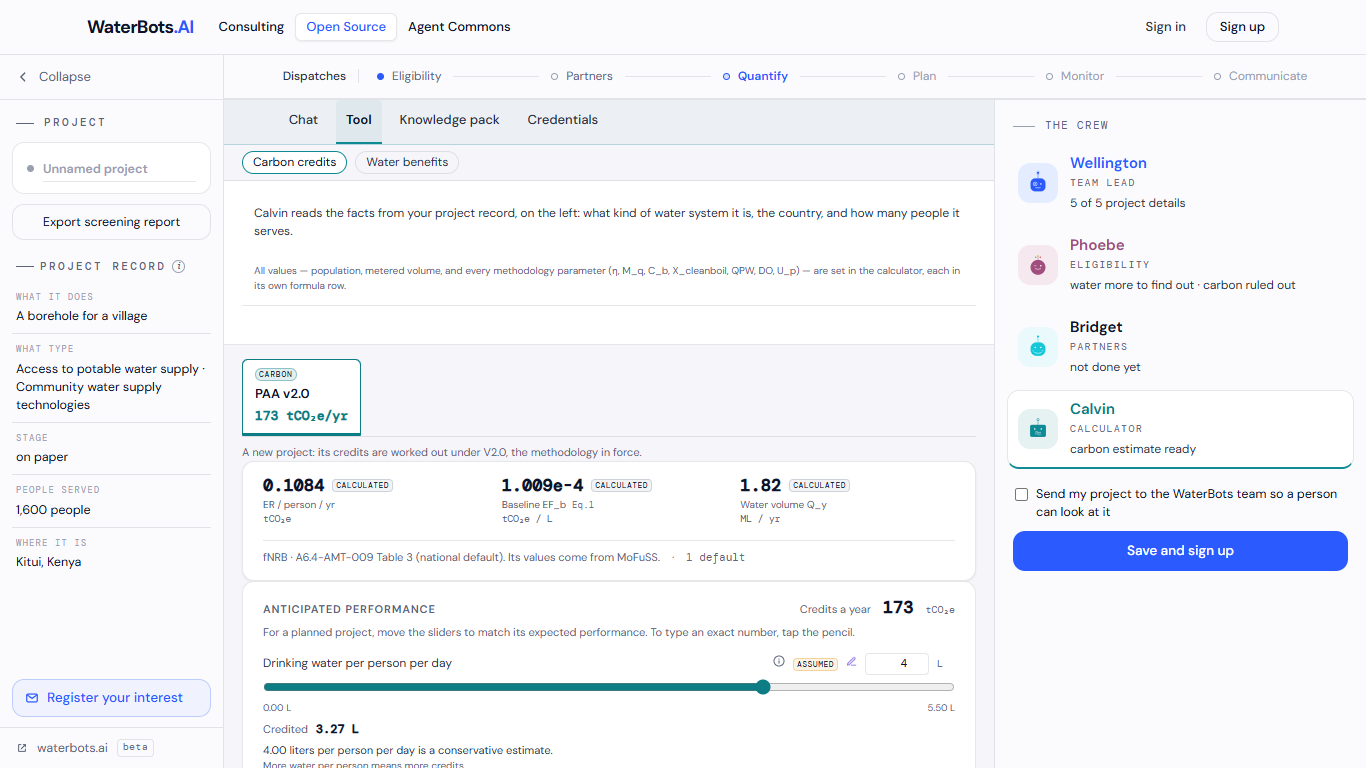 WaterBots.AI
Consulting
Open Source
Agent Commons
Sign in
Sign up
Collapse
Dispatches
Eligibility
Partners
Quantify
Plan
Monitor
Communicate
PROJECT
Unnamed project
Export screening report
PROJECT RECORD i
WHAT IT DOES
A borehole for a village
WHAT TYPE
Access to potable water supply ·
Community water supply
technologies
STAGE
on paper
PEOPLE SERVED
1,600 people
WHERE IT IS
Kitui, Kenya
Register your interest
waterbots.ai beta
Chat
Tool
Knowledge pack
Credentials
Carbon credits
Water benefits
Calvin reads the facts from your project record, on the left: what kind of water system it is, the country, and how many people it
serves.
All values — population, metered volume, and every methodology parameter (η, M_q, C_b, X_cleanboil, QPW, DO, U_p) — are set in the calculator, each in
its own formula row.
CARBON
PAA v2.0
173 tCO₂e/yr
A new project: its credits are worked out under V2.0, the methodology in force.
0.1084 CALCULATED
ER / person / yr
tCO₂e
1.009e-4 CALCULATED
Baseline EF_b Eq.1
tCO₂e / L
1.82 CALCULATED
Water volume Q_y
ML / yr
fNRB · A6.4-AMT-009 Table 3 (national default). Its values come from MoFuSS. · 1 default
ANTICIPATED PERFORMANCE
Credits a year 173 tCO₂e
For a planned project, move the sliders to match its expected performance. To type an exact number, tap the pencil.
Drinking water per person per day
ASSUMED
4 L
0.00 L
5.50 L
Credited 3.27 L
4.00 liters per person per day is a conservative estimate.
More water per person means more credits
THE CREW
Wellington
TEAM LEAD
5 of 5 project details
Phoebe
ELIGIBILITY
water more to find out · carbon ruled out
Bridget
PARTNERS
not done yet
Calvin
CALCULATOR
carbon estimate ready
Send my project to the WaterBots team so a person
can look at it
Save and sign up